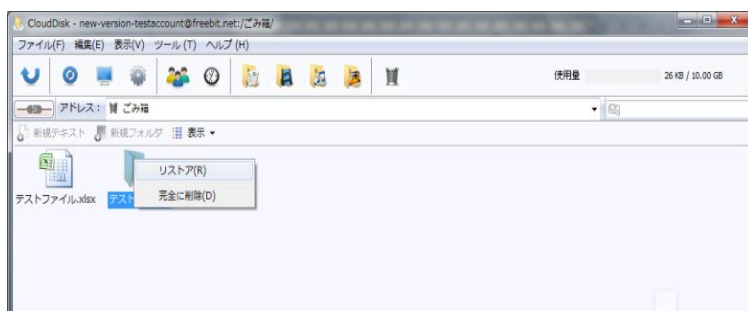 CloudDisk - new-version-testaccount@freebit.net:/ごみ箱/
ファイル(F) 編集(E) 表示(V) ツール(T) ヘルプ(H)
使用量 26 KB / 10.00 GB
アドレス: ごみ箱
新規テキスト 新規フォルダ 表示
リストア(R)
完全に削除(D)
テストファイル.xlsx